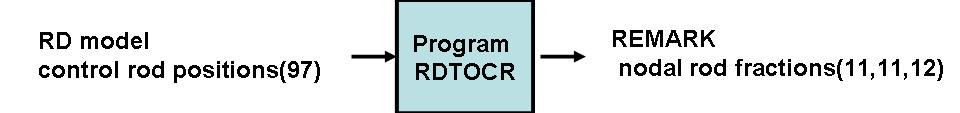 RD model
control rod positions(97)
Program
RDTOCR
REMARK
nodal rod fractions(11,11,12)